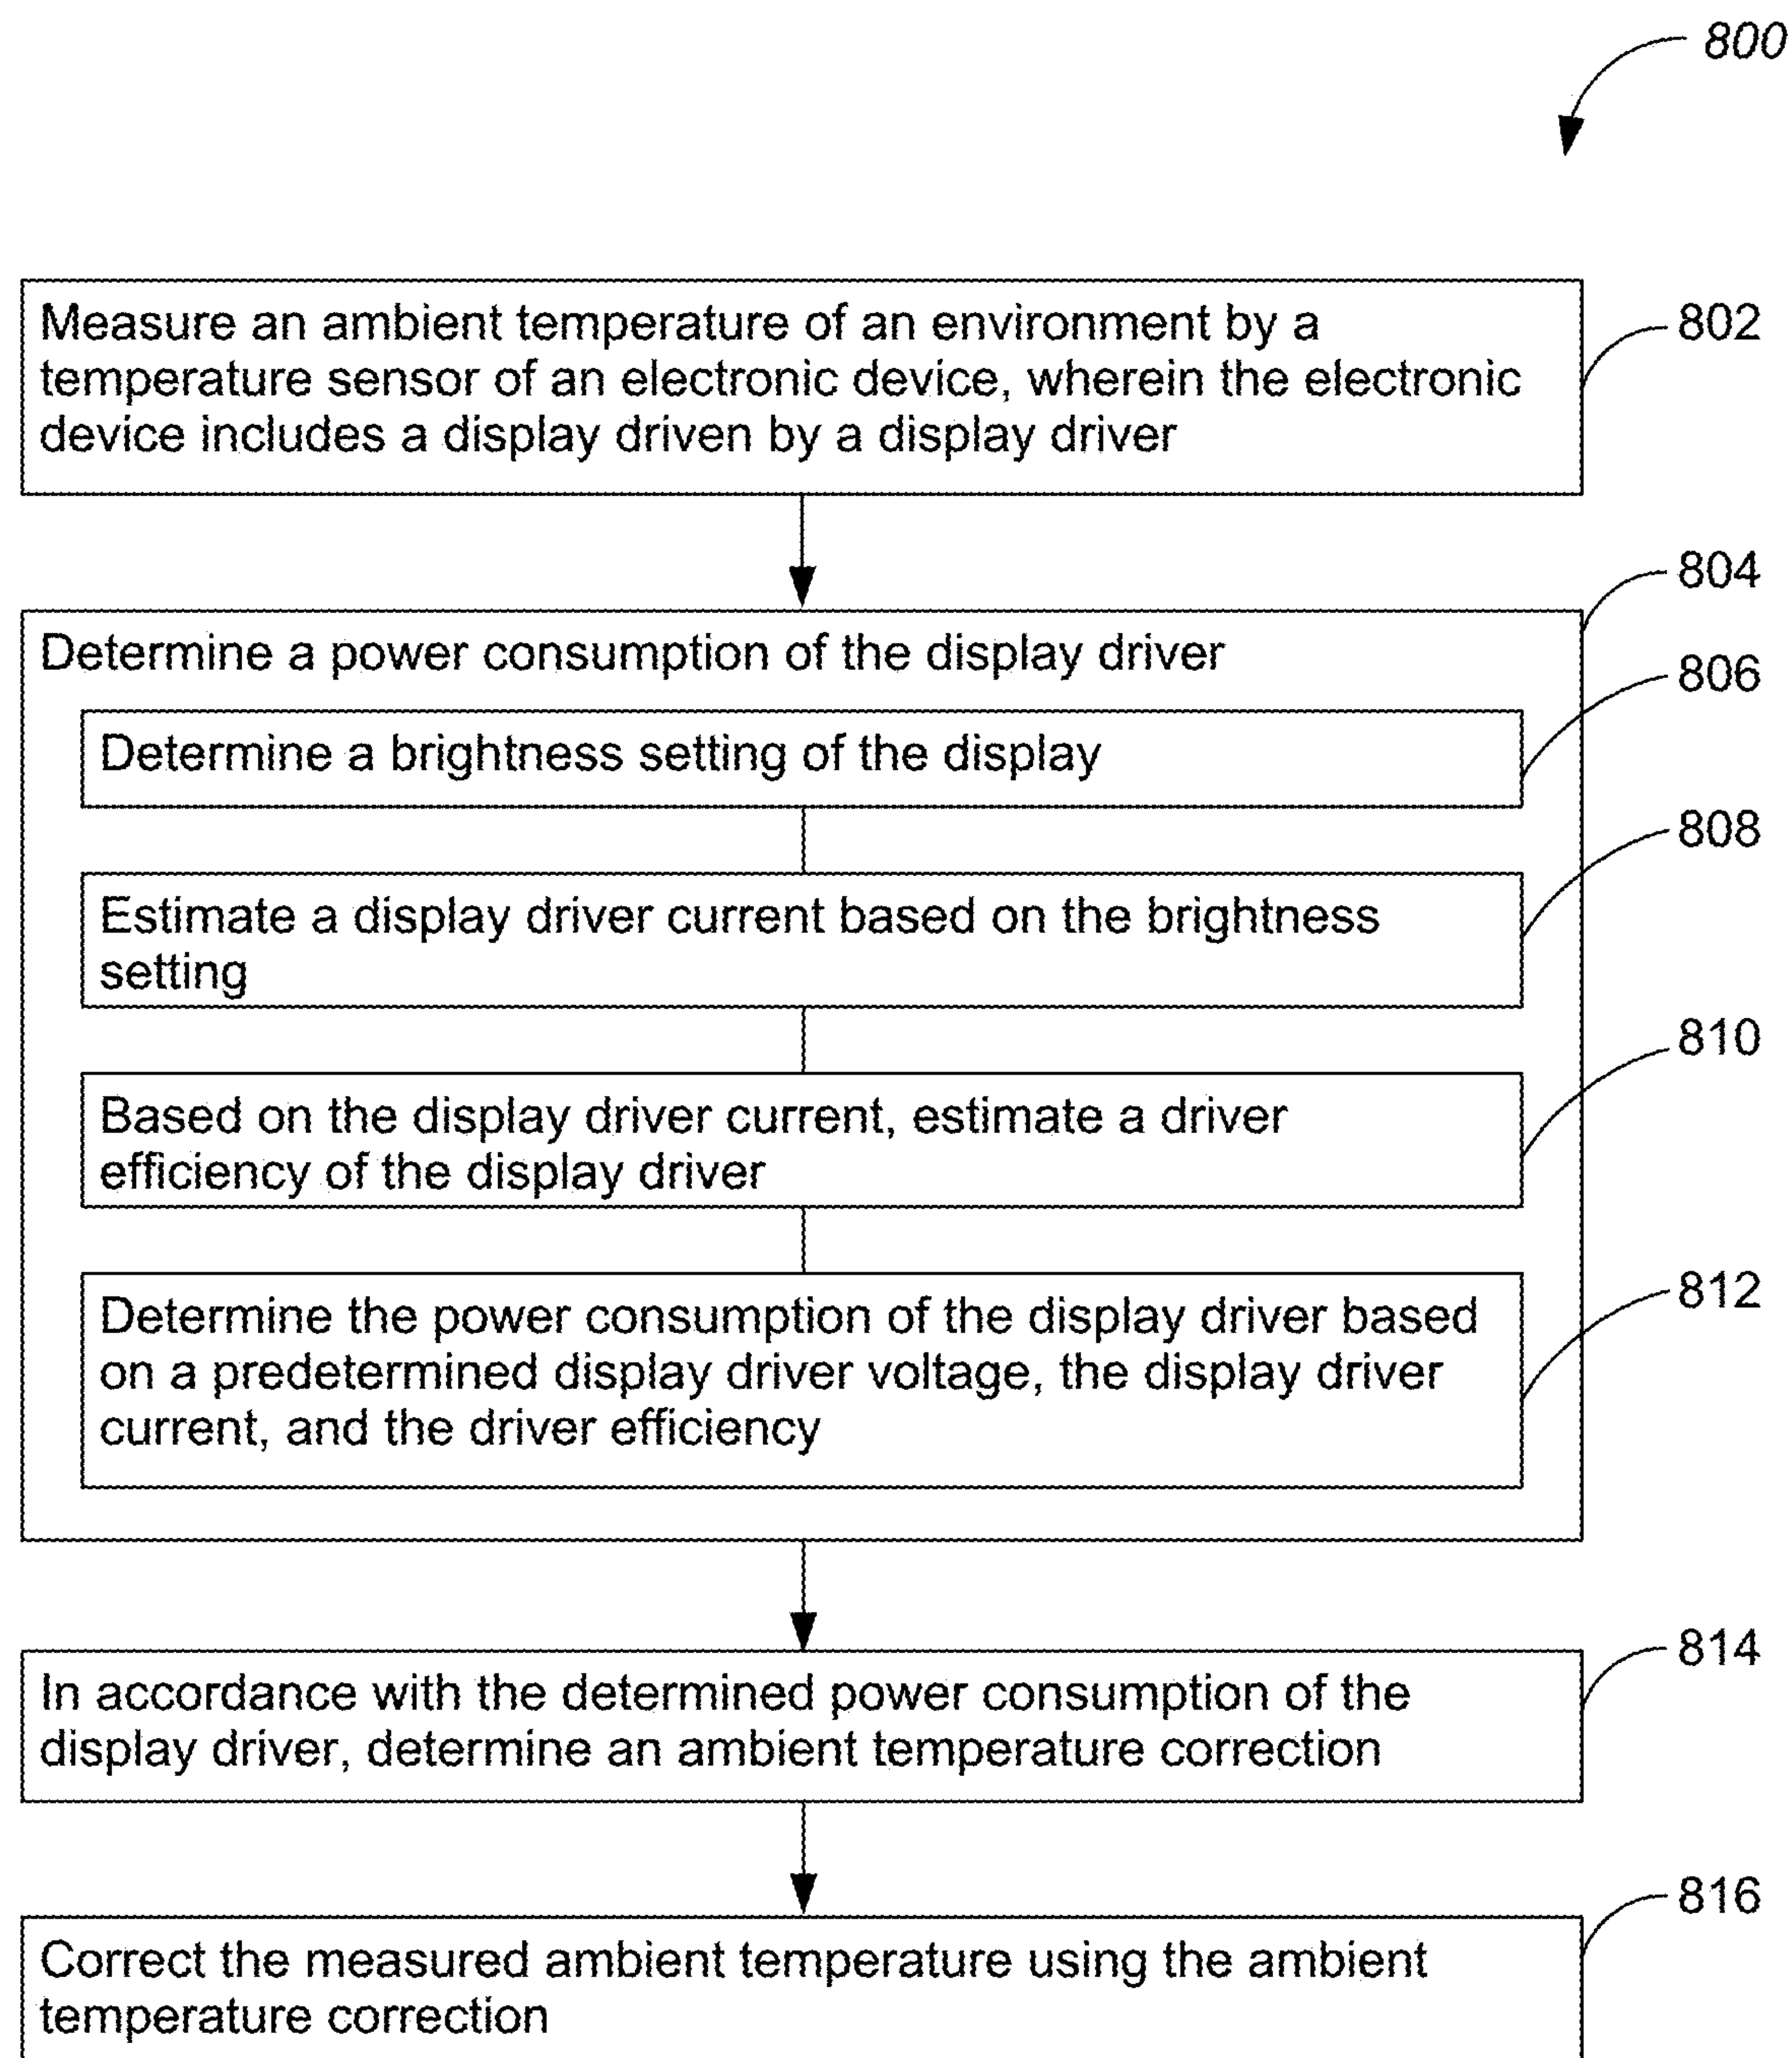 800
Measure an ambient temperature of an environment by a
temperature sensor of an electronic device, wherein the electronic
device includes a display driven by a display driver
802
804
Determine a power consumption of the display driver
806
Determine a brightness setting of the display
808
Estimate a display driver current based on the brightness
setting
810
Based on the display driver current, estimate a driver
efficiency of the display driver
812
Determine the power consumption of the display driver based
on a predetermined display driver voltage, the display driver
current, and the driver efficiency
814
In accordance with the determined power consumption of the
display driver, determine an ambient temperature correction
816
Correct the measured ambient temperature using the ambient
temperature correction